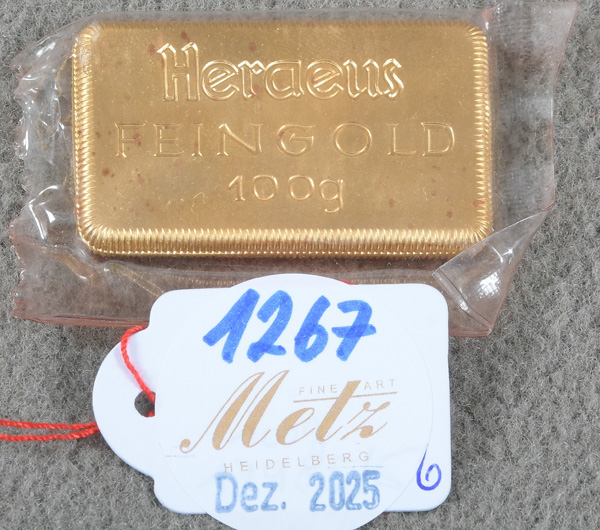 Heraeus
FEINGOLD
100g
1267
FINE ART
Metz
HEIDELBERG
6
Dez. 2025